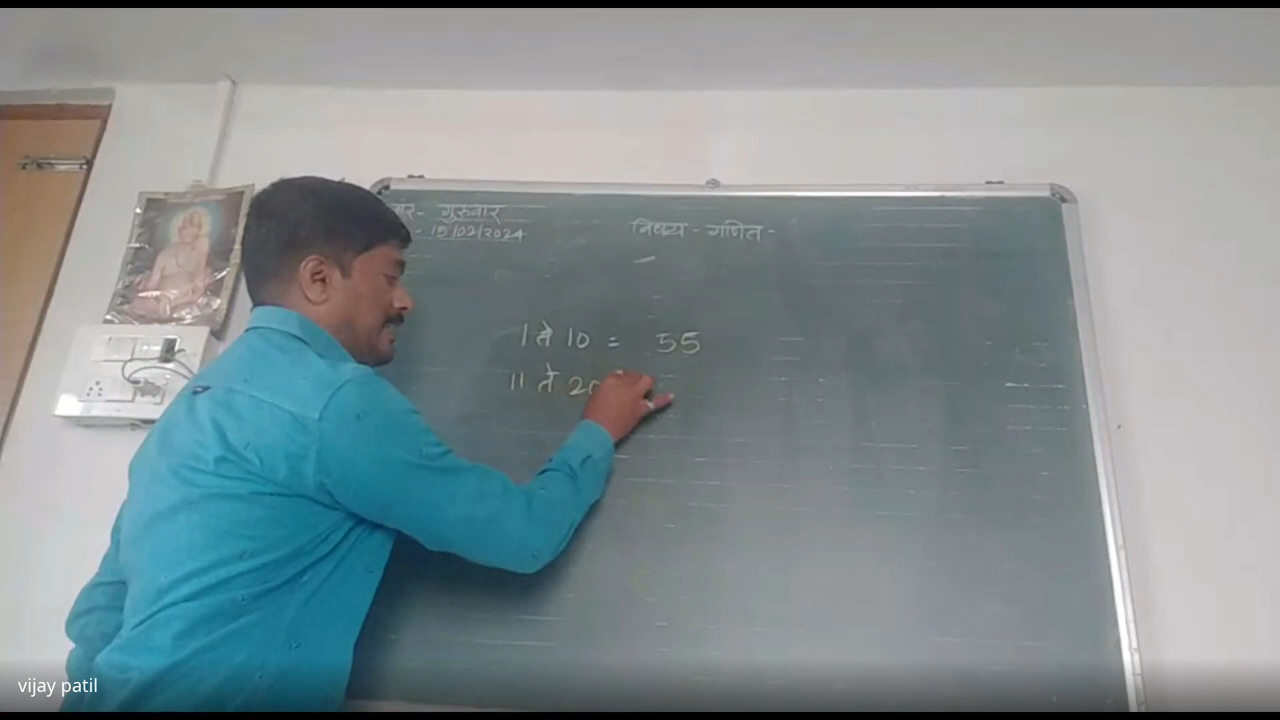 वार- गुरुवार
- 15/02/2024
विषय - गणित -
1 ते 10 = 55
11 ते 20
vijay patil